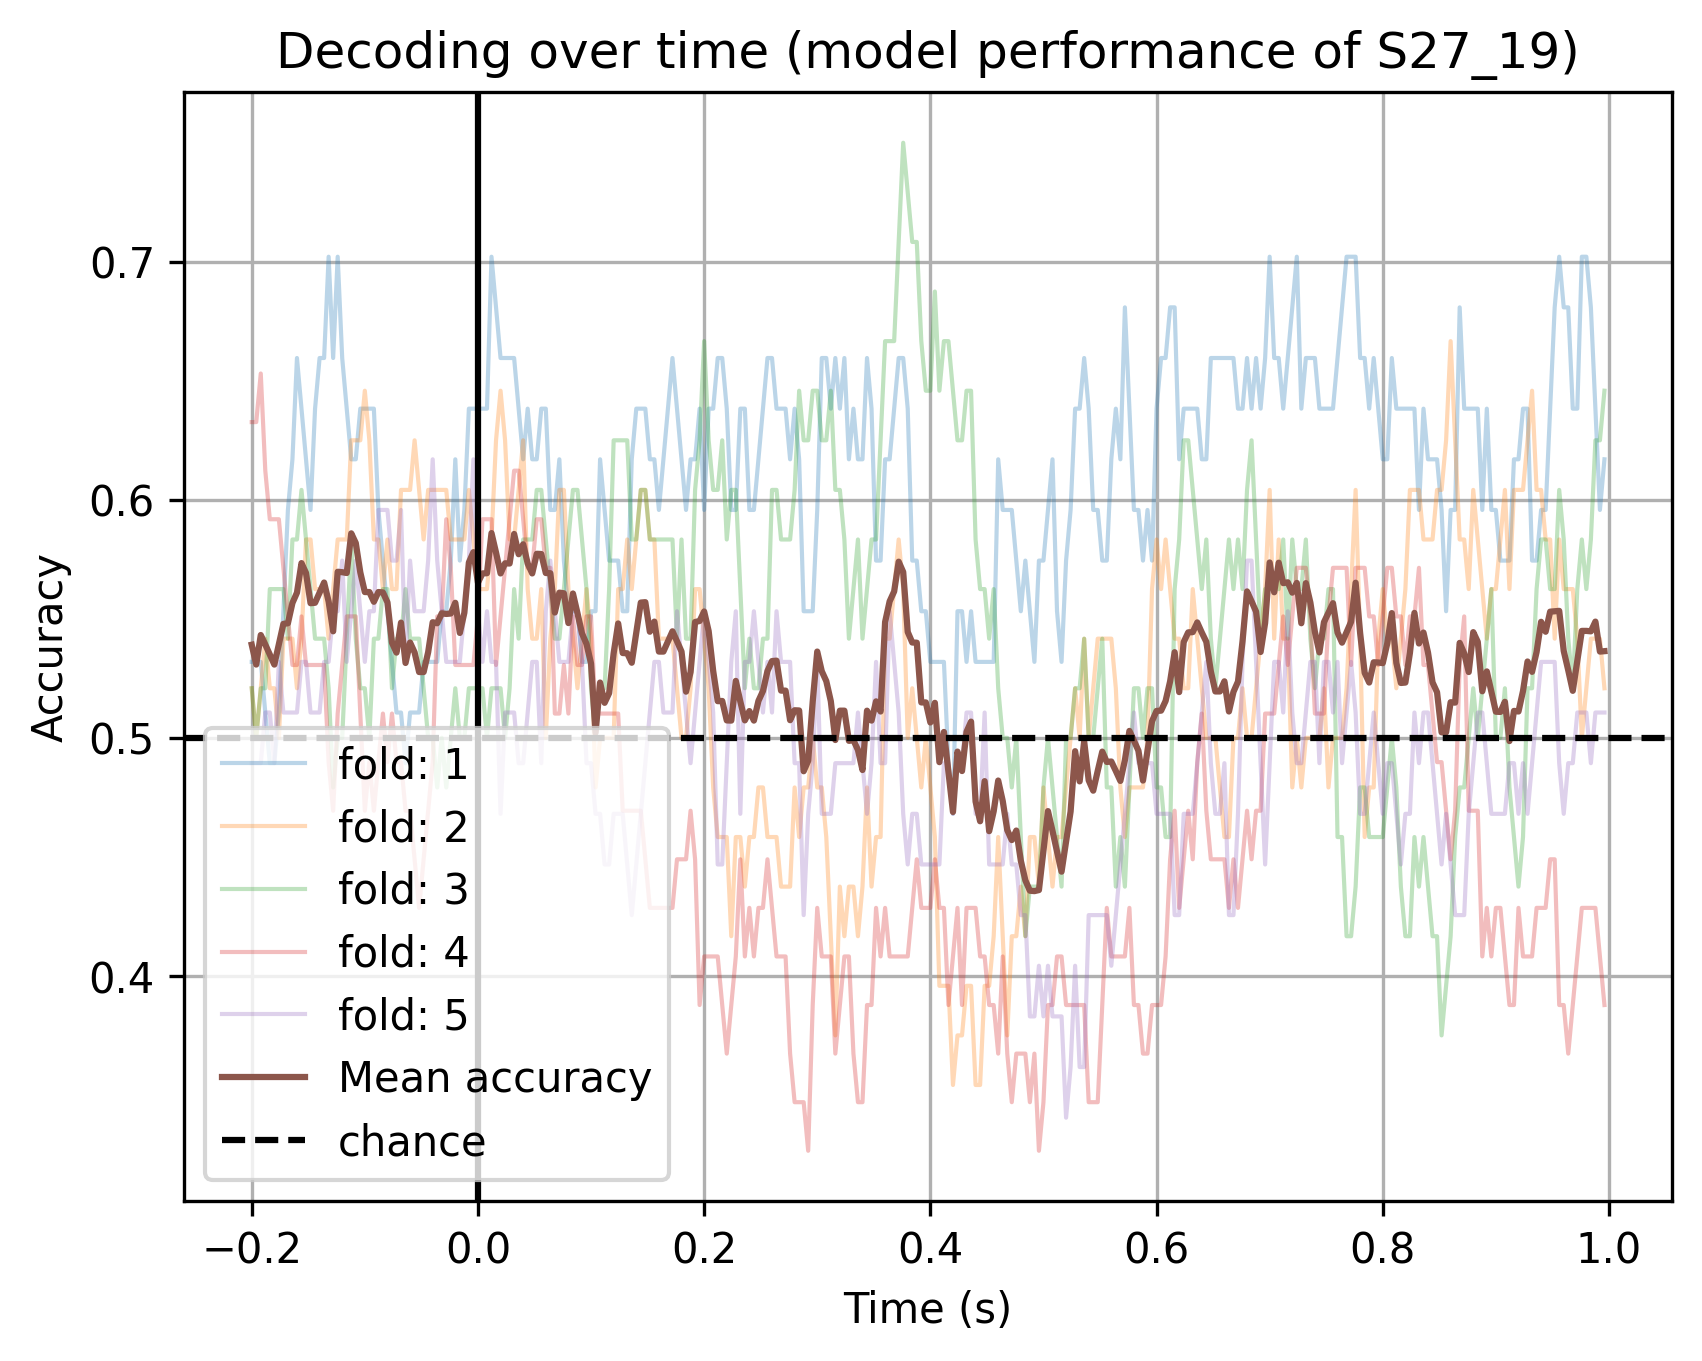 Decoding over time (model performance of S27_19)
Accuracy
0.7
0.6
0.5
0.4
fold: 1
fold: 2
fold: 3
fold: 4
fold: 5
Mean accuracy
chance
−0.2 0.0 0.2 0.4 0.6 0.8 1.0
Time (s)